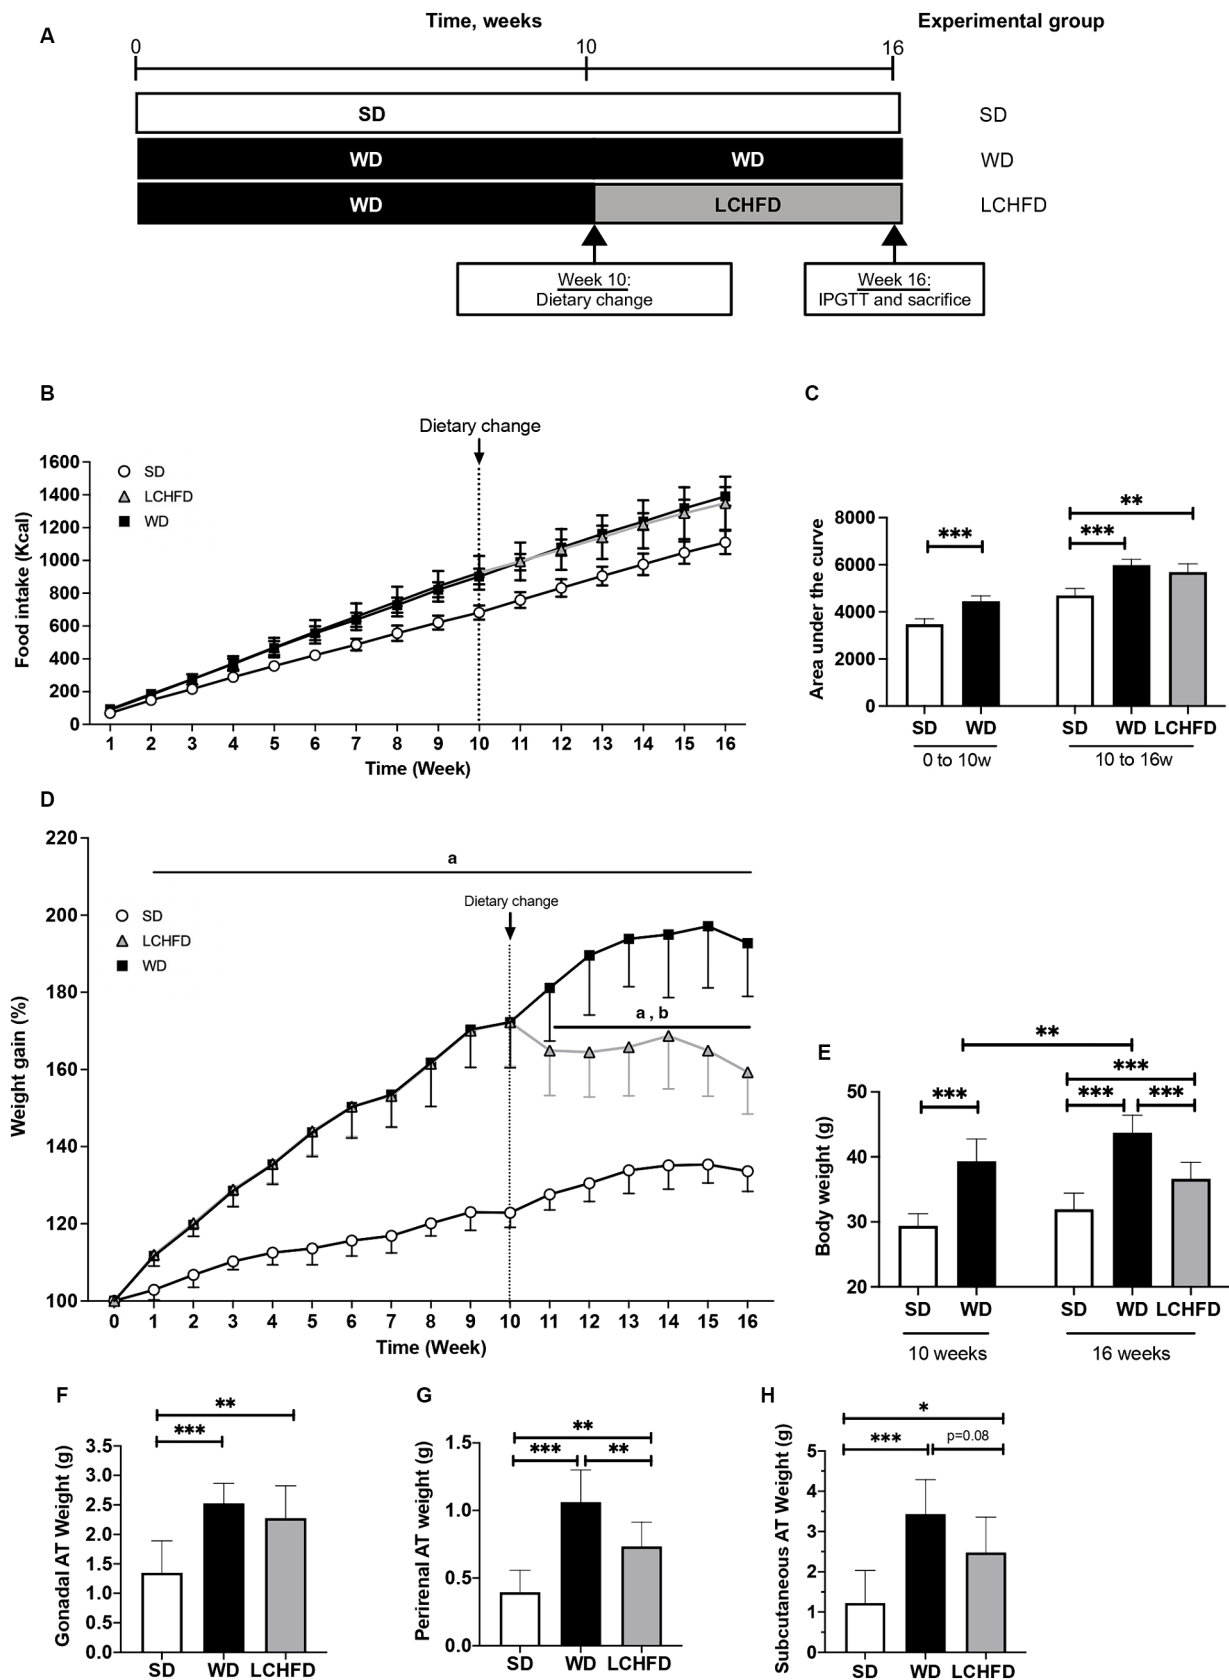 A
Time, weeks
Experimental group
0
10
16
SD
SD
WD
WD
WD
WD
LCHFD
LCHFD
Week 10:
Dietary change
Week 16:
IPGTT and sacrifice
B
Dietary change
Food intake (Kcal)
1600
1400
1200
1000
800
600
400
200
0
SD
LCHFD
WD
1 2 3 4 5 6 7 8 9 10 11 12 13 14 15 16
Time (Week)
C
Area under the curve
8000
6000
4000
2000
0
***
***
**
SD WD SD WD LCHFD
0 to 10w 10 to 16w
D
Weight gain (%)
220
200
180
160
140
120
100
a
Dietary change
SD
LCHFD
WD
a , b
0 1 2 3 4 5 6 7 8 9 10 11 12 13 14 15 16
Time (Week)
E
Body weight (g)
50
40
30
20
**
***
***
*** ***
SD WD SD WD LCHFD
10 weeks 16 weeks
F
Gonadal AT Weight (g)
3.5
3.0
2.5
2.0
1.5
1.0
0.5
0.0
**
***
SD WD LCHFD
G
Perirenal AT weight (g)
1.5
1.0
0.5
0.0
**
*** **
SD WD LCHFD
H
Subcutaneous AT Weight (g)
5
4
3
2
1
0
*
*** p=0.08
SD WD LCHFD